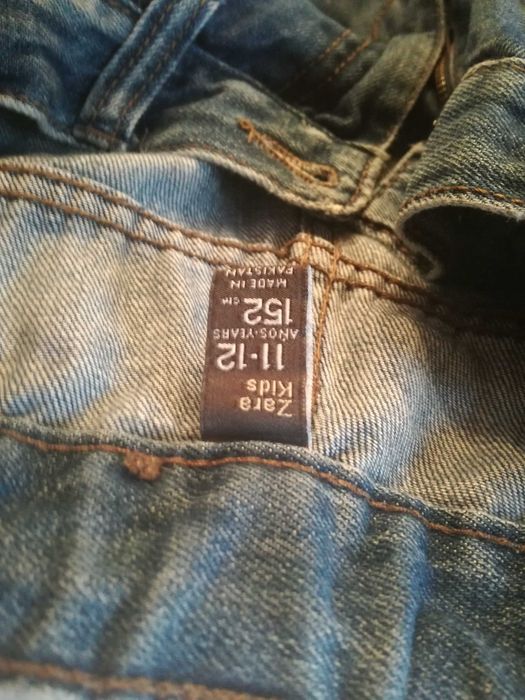 Zara
Kids
11-12
AÑOS-YEARS
152 CM
MADE IN
PAKISTAN